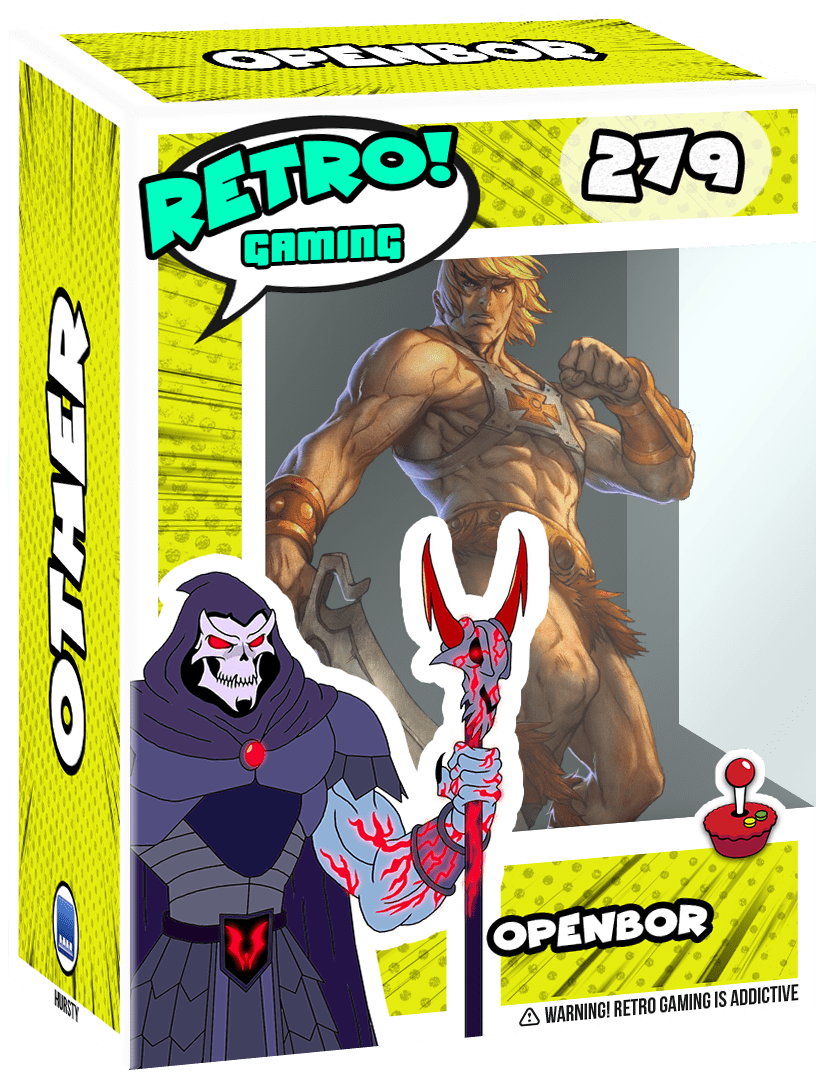 OPENBOR
RETRO!
GAMING
279
OTHER
OPENBOR
WARNING! RETRO GAMING IS ADDICTIVE
HURSTY